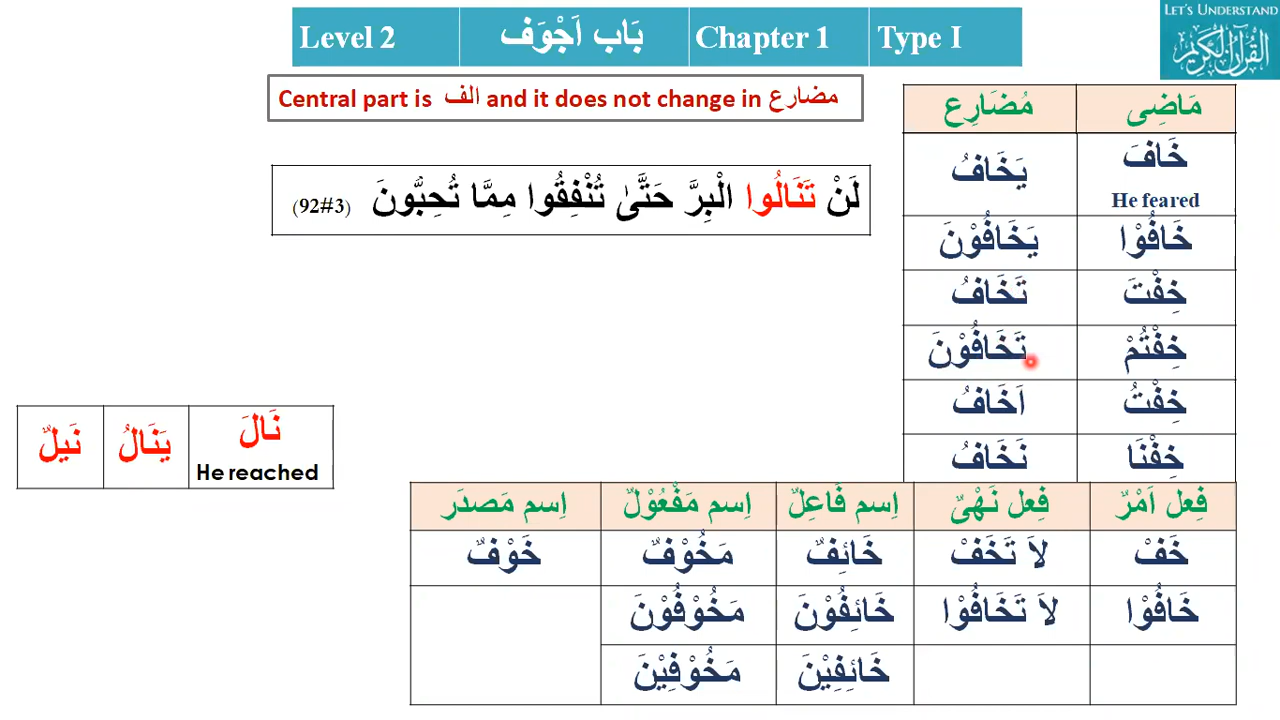 Level 2 بَاب اَجْوَف Chapter 1 Type I
LET'S UNDERSTAND
القرآن الكريم
Central part is الف and it does not change in مضارع
مُضَارِع مَاضِى
يَخَافُ خَافَ
He feared
يَخَافُوْنَ خَافُوْا
تَخَافُ خِفْتَ
تَخَافُوْنَ خِفْتُمْ
اَخَافُ خِفْتُ
نَخَافُ خِفْنَا
لَنْ تَنَالُوا الْبِرَّ حَتَّىٰ تُنْفِقُوا مِمَّا تُحِبُّونَ (92#3)
نَالَ يَنَالُ نَيلٌ
He reached
فِعل اَمْرٌ فِعل نَهْىٌ اِسم فَاعِلٌ اِسم مَفْعُوْلٌ اِسم مَصدَر
خَفْ لاَ تَخَفْ خَائِفٌ مَخُوْفٌ خَوْفٌ
خَافُوْا لاَ تَخَافُوْا خَائِفُوْنَ مَخُوْفُوْنَ
خَائِفِيْنَ مَخُوْفِيْنَ